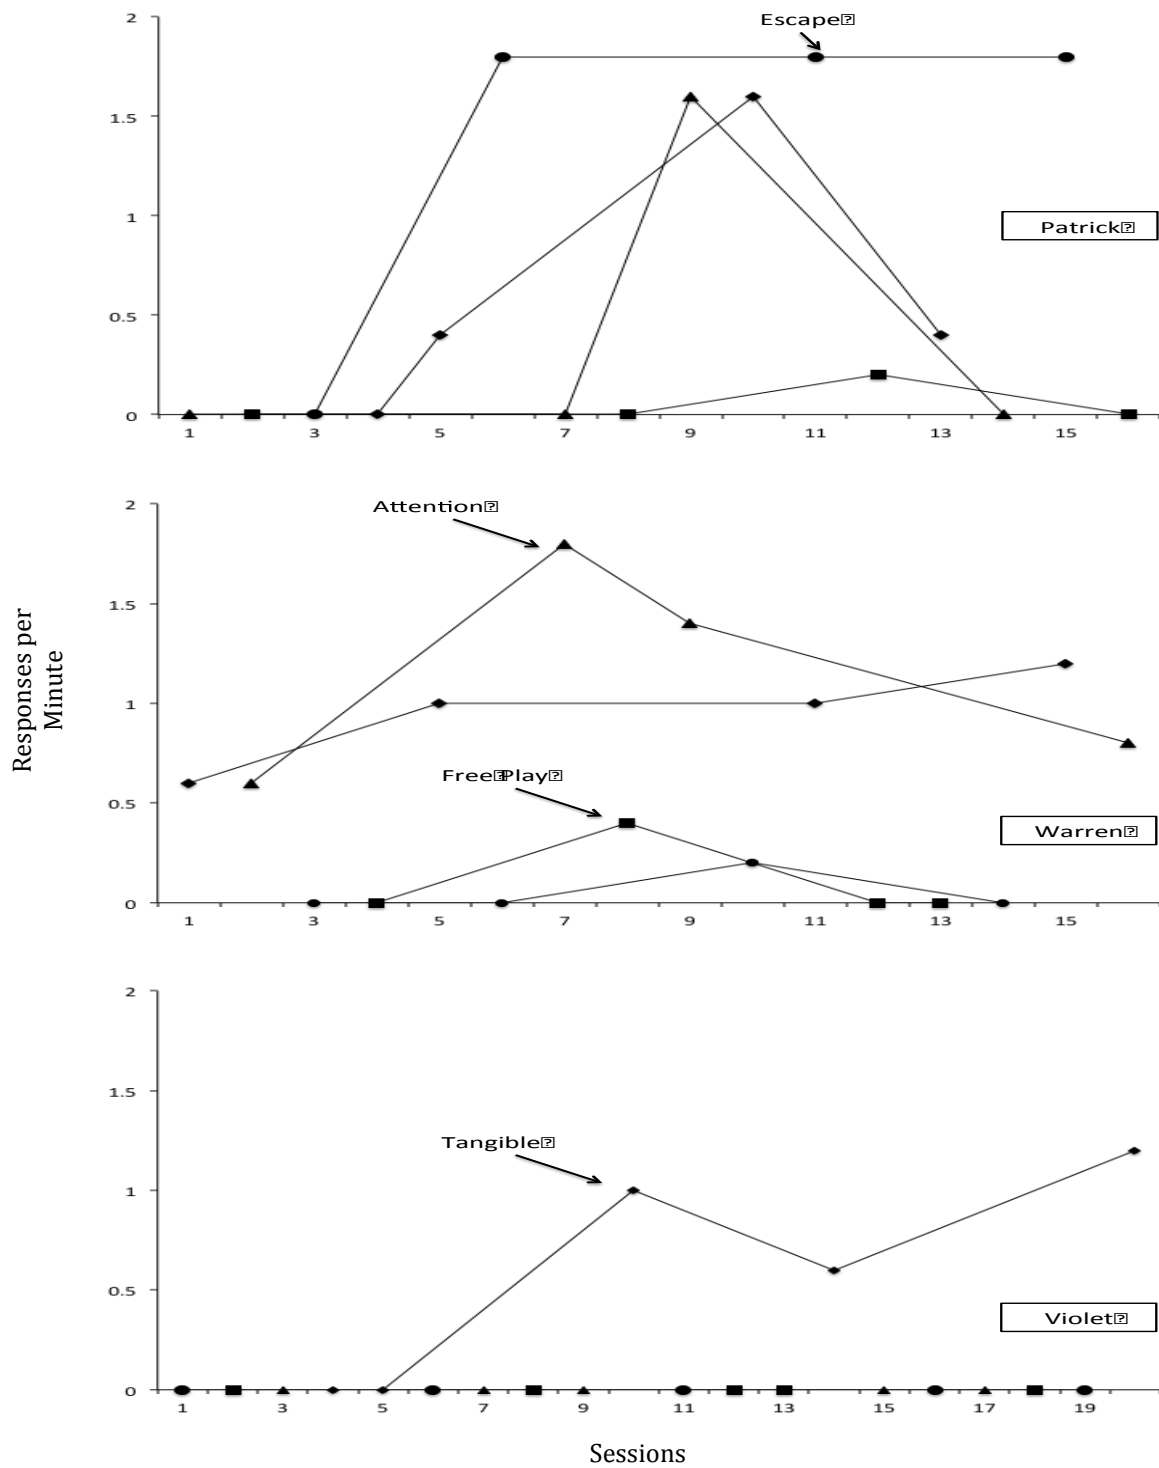 2
Escape⍰
1.5
1
Patrick⍰
0.5
0
1 3 5 7 9 11 13 15
2
Attention⍰
1.5
Responses per
Minute
1
Free⍰Play⍰
0.5
Warren⍰
0
1 3 5 7 9 11 13 15
2
1.5
Tangible⍰
1
0.5
Violet⍰
0
1 3 5 7 9 11 13 15 17 19
Sessions